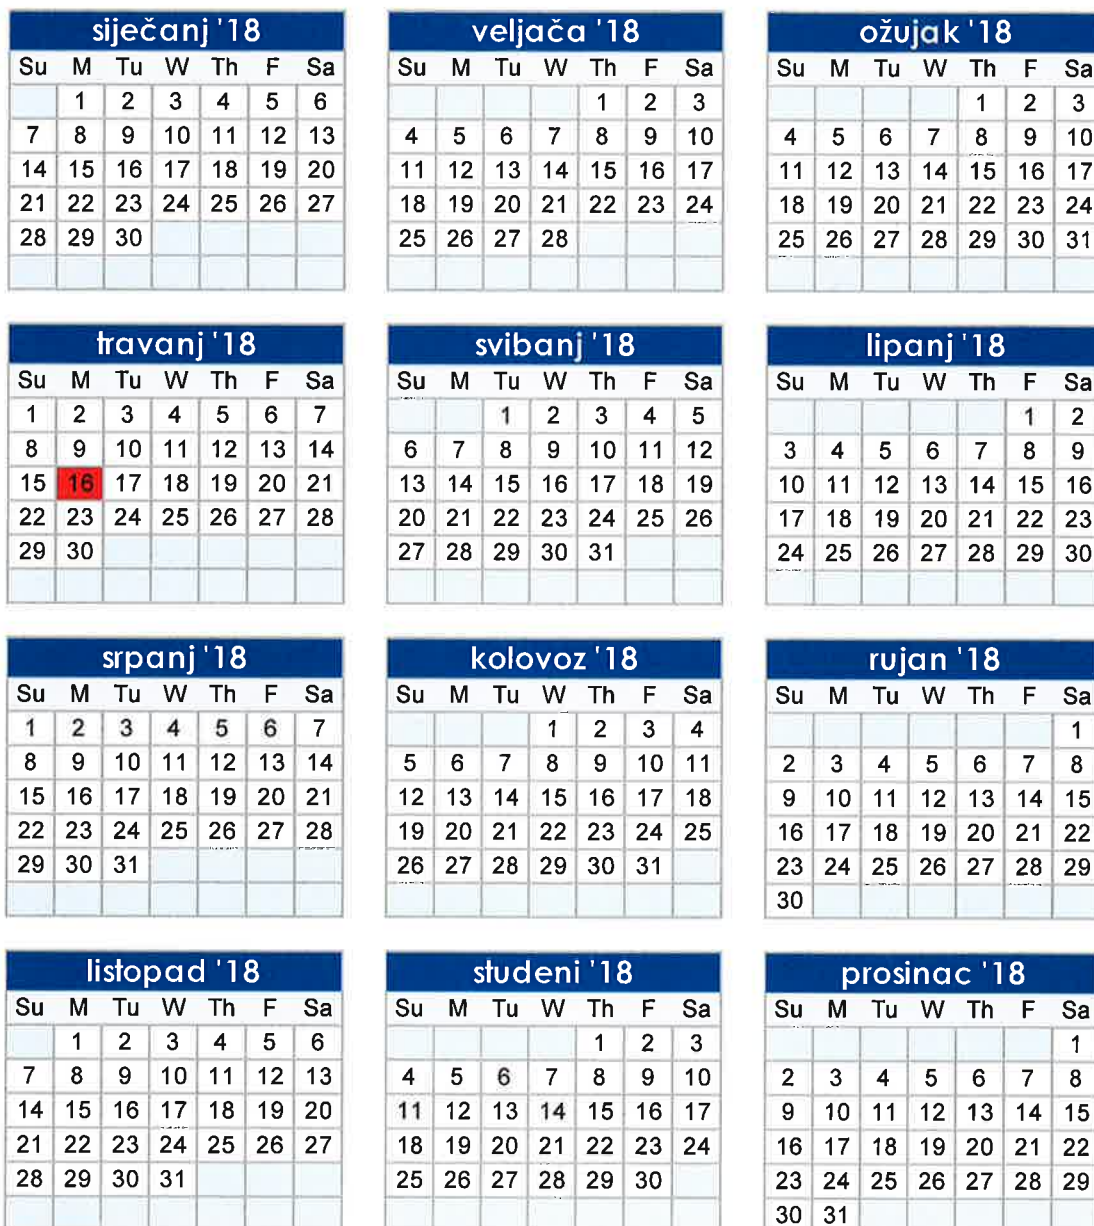 siječanj '18
Su M Tu W Th F Sa
1 2 3 4 5 6
7 8 9 10 11 12 13
14 15 16 17 18 19 20
21 22 23 24 25 26 27
28 29 30
veljača '18
Su M Tu W Th F Sa
1 2 3
4 5 6 7 8 9 10
11 12 13 14 15 16 17
18 19 20 21 22 23 24
25 26 27 28
ožujak '18
Su M Tu W Th F Sa
1 2 3
4 5 6 7 8 9 10
11 12 13 14 15 16 17
18 19 20 21 22 23 24
25 26 27 28 29 30 31
travanj '18
Su M Tu W Th F Sa
1 2 3 4 5 6 7
8 9 10 11 12 13 14
15 16 17 18 19 20 21
22 23 24 25 26 27 28
29 30
svibanj '18
Su M Tu W Th F Sa
1 2 3 4 5
6 7 8 9 10 11 12
13 14 15 16 17 18 19
20 21 22 23 24 25 26
27 28 29 30 31
lipanj '18
Su M Tu W Th F Sa
1 2
3 4 5 6 7 8 9
10 11 12 13 14 15 16
17 18 19 20 21 22 23
24 25 26 27 28 29 30
srpanj '18
Su M Tu W Th F Sa
1 2 3 4 5 6 7
8 9 10 11 12 13 14
15 16 17 18 19 20 21
22 23 24 25 26 27 28
29 30 31
kolovoz '18
Su M Tu W Th F Sa
1 2 3 4
5 6 7 8 9 10 11
12 13 14 15 16 17 18
19 20 21 22 23 24 25
26 27 28 29 30 31
rujan '18
Su M Tu W Th F Sa
1
2 3 4 5 6 7 8
9 10 11 12 13 14 15
16 17 18 19 20 21 22
23 24 25 26 27 28 29
30
listopad '18
Su M Tu W Th F Sa
1 2 3 4 5 6
7 8 9 10 11 12 13
14 15 16 17 18 19 20
21 22 23 24 25 26 27
28 29 30 31
studeni '18
Su M Tu W Th F Sa
1 2 3
4 5 6 7 8 9 10
11 12 13 14 15 16 17
18 19 20 21 22 23 24
25 26 27 28 29 30
prosinac '18
Su M Tu W Th F Sa
1
2 3 4 5 6 7 8
9 10 11 12 13 14 15
16 17 18 19 20 21 22
23 24 25 26 27 28 29
30 31